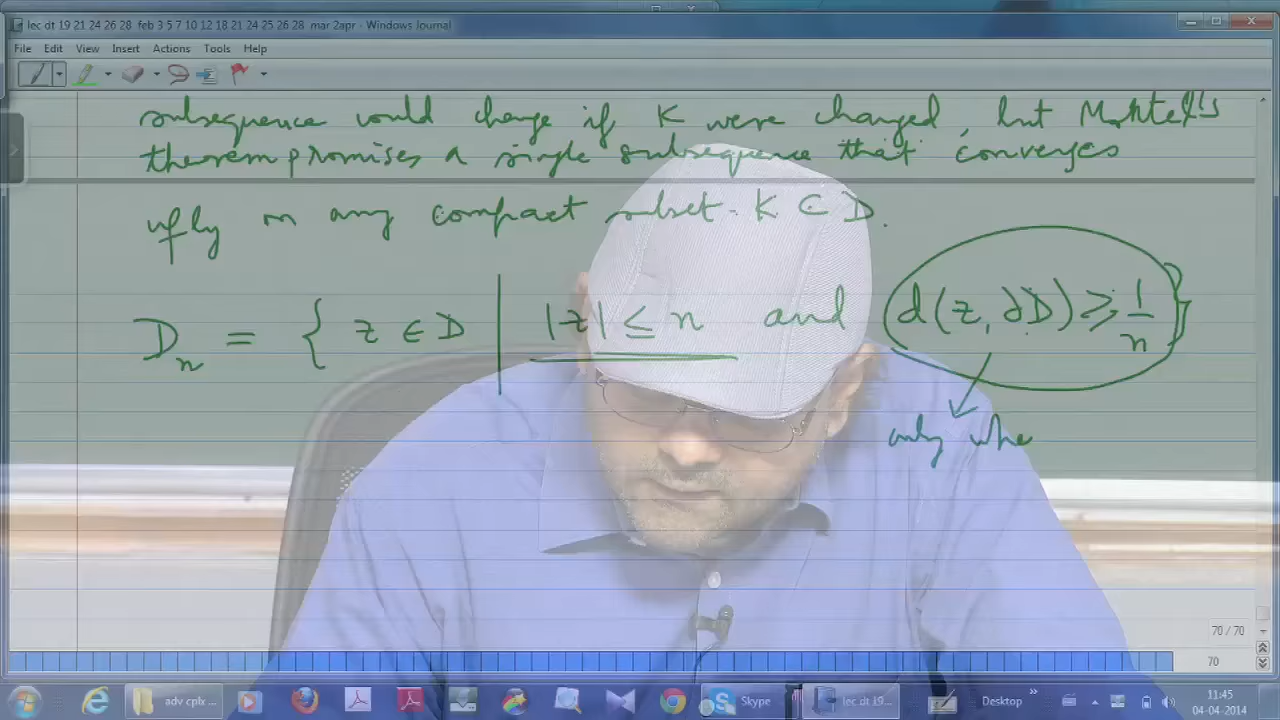 lec dt 19 21 24 26 28 feb 3 5 7 10 12 18 21 24 25 26 28 mar 2apr - Windows Journal
File Edit View Insert Actions Tools Help
subsequence would change if K were changed, but Montel's
theorem promises a single subsequence that converges
ufly on any compact subset K ⊂ D.
D_n = { z ∈ D | |z| ≤ n and d(z, ∂D) ≥ 1/n }
only whe
70 / 70
70
adv cplx ...
Skype
lec dt 19...
Desktop
11:45
04-04-2014